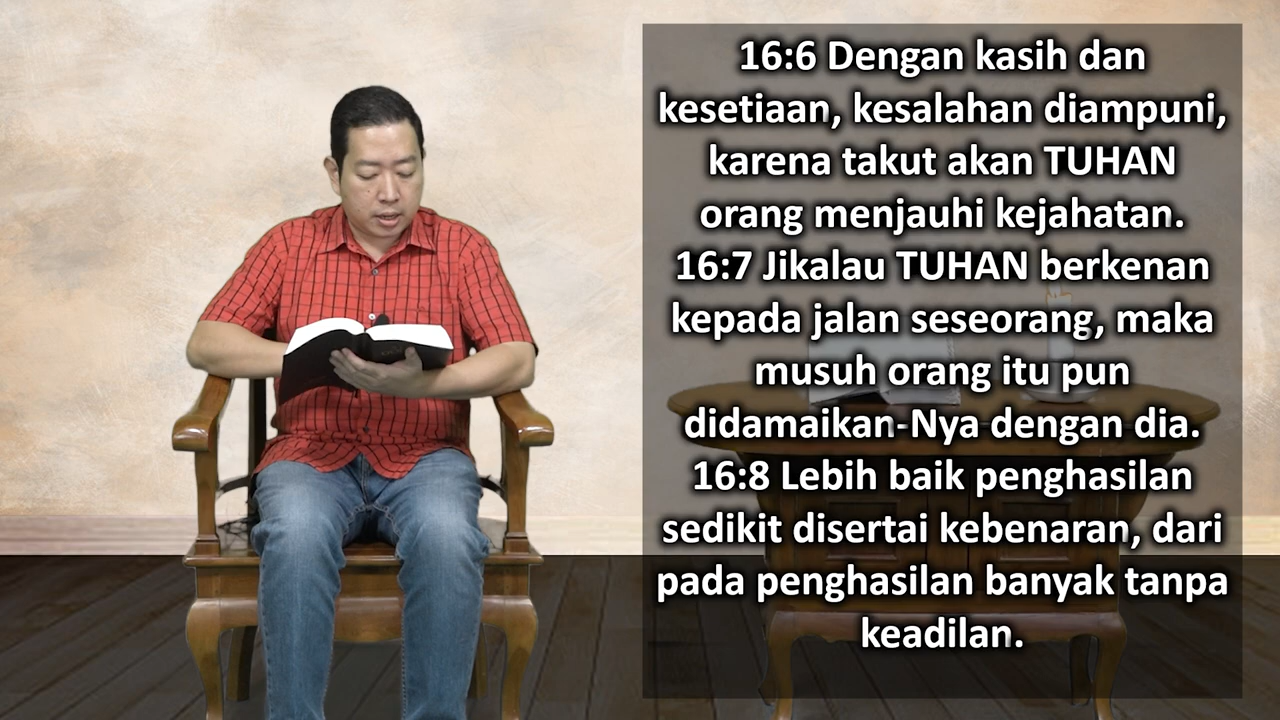 16:6 Dengan kasih dan
kesetiaan, kesalahan diampuni,
karena takut akan TUHAN
orang menjauhi kejahatan.
16:7 Jikalau TUHAN berkenan
kepada jalan seseorang, maka
musuh orang itu pun
didamaikan-Nya dengan dia.
16:8 Lebih baik penghasilan
sedikit disertai kebenaran, dari
pada penghasilan banyak tanpa
keadilan.